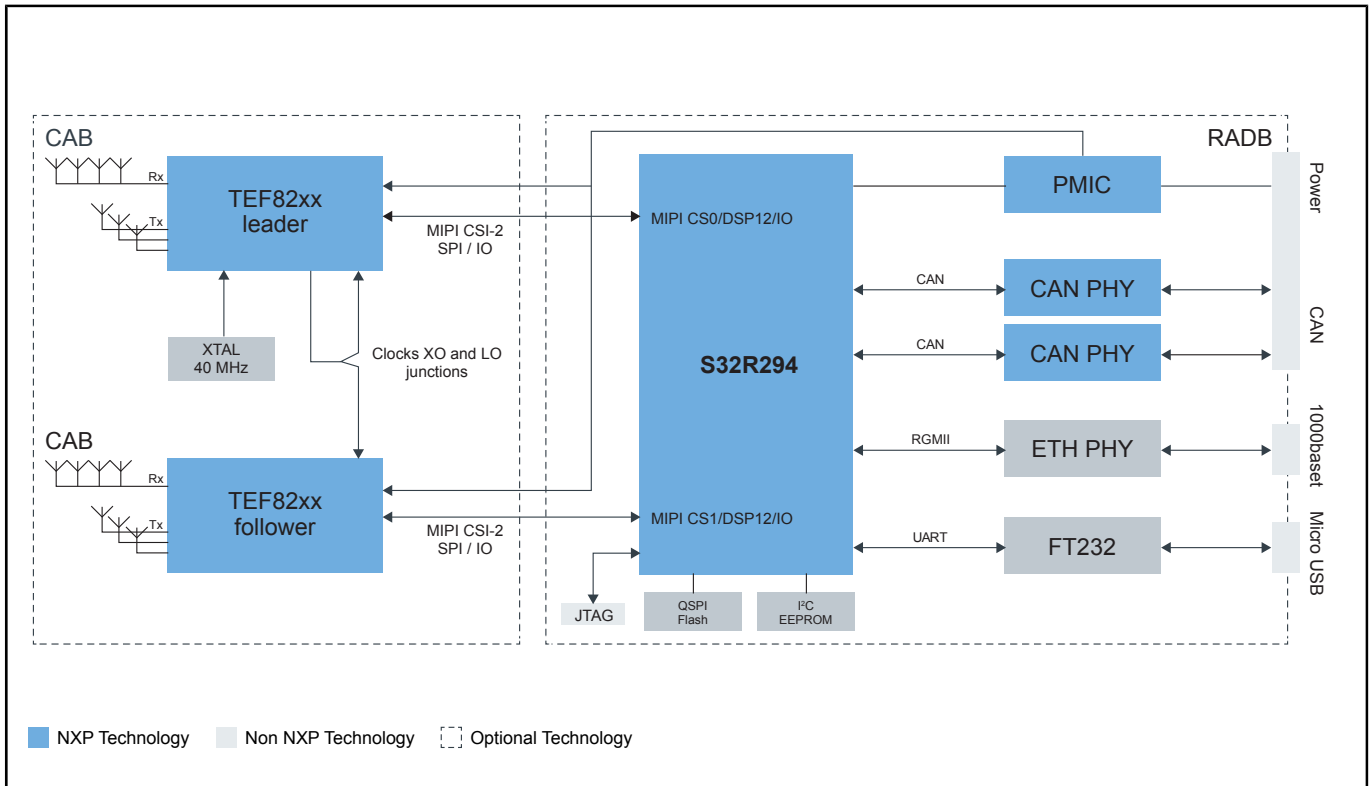 CAB
Rx
Tx
TEF82xx
leader
MIPI CSI-2
SPI / IO
XTAL
40 MHz
Clocks XO and LO
junctions
CAB
Rx
Tx
TEF82xx
follower
MIPI CSI-2
SPI / IO
RADB
MIPI CS0/DSP12/IO
S32R294
MIPI CS1/DSP12/IO
JTAG
QSPI
Flash
I²C
EEPROM
PMIC
CAN
CAN PHY
CAN
CAN PHY
RGMII
ETH PHY
UART
FT232
Power
CAN
1000baset
Micro USB
NXP Technology
Non NXP Technology
Optional Technology